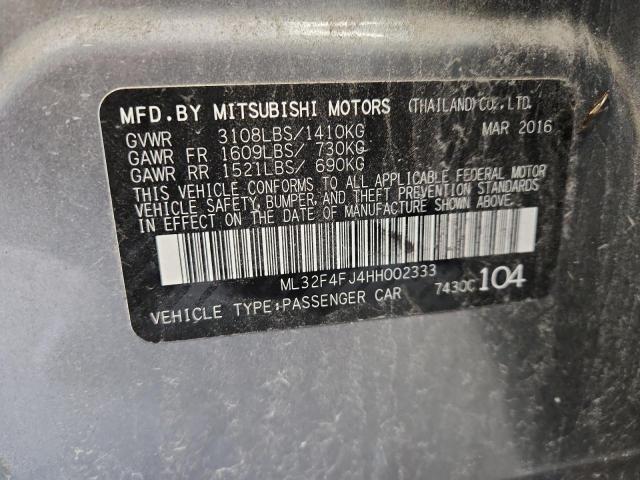 MFD.BY MITSUBISHI MOTORS (THAILAND)CO.,LTD.
GVWR 3108LBS/1410KG MAR 2016
GAWR FR 1609LBS/ 730KG
GAWR RR 1521LBS/ 690KG
THIS VEHICLE CONFORMS TO ALL APPLICABLE FEDERAL MOTOR
VEHICLE SAFETY, BUMPER, AND THEFT PREVENTION STANDARDS
IN EFFECT ON THE DATE OF MANUFACTURE SHOWN ABOVE.
ML32F4FJ4HH002333
VEHICLE TYPE:PASSENGER CAR 7430C 104